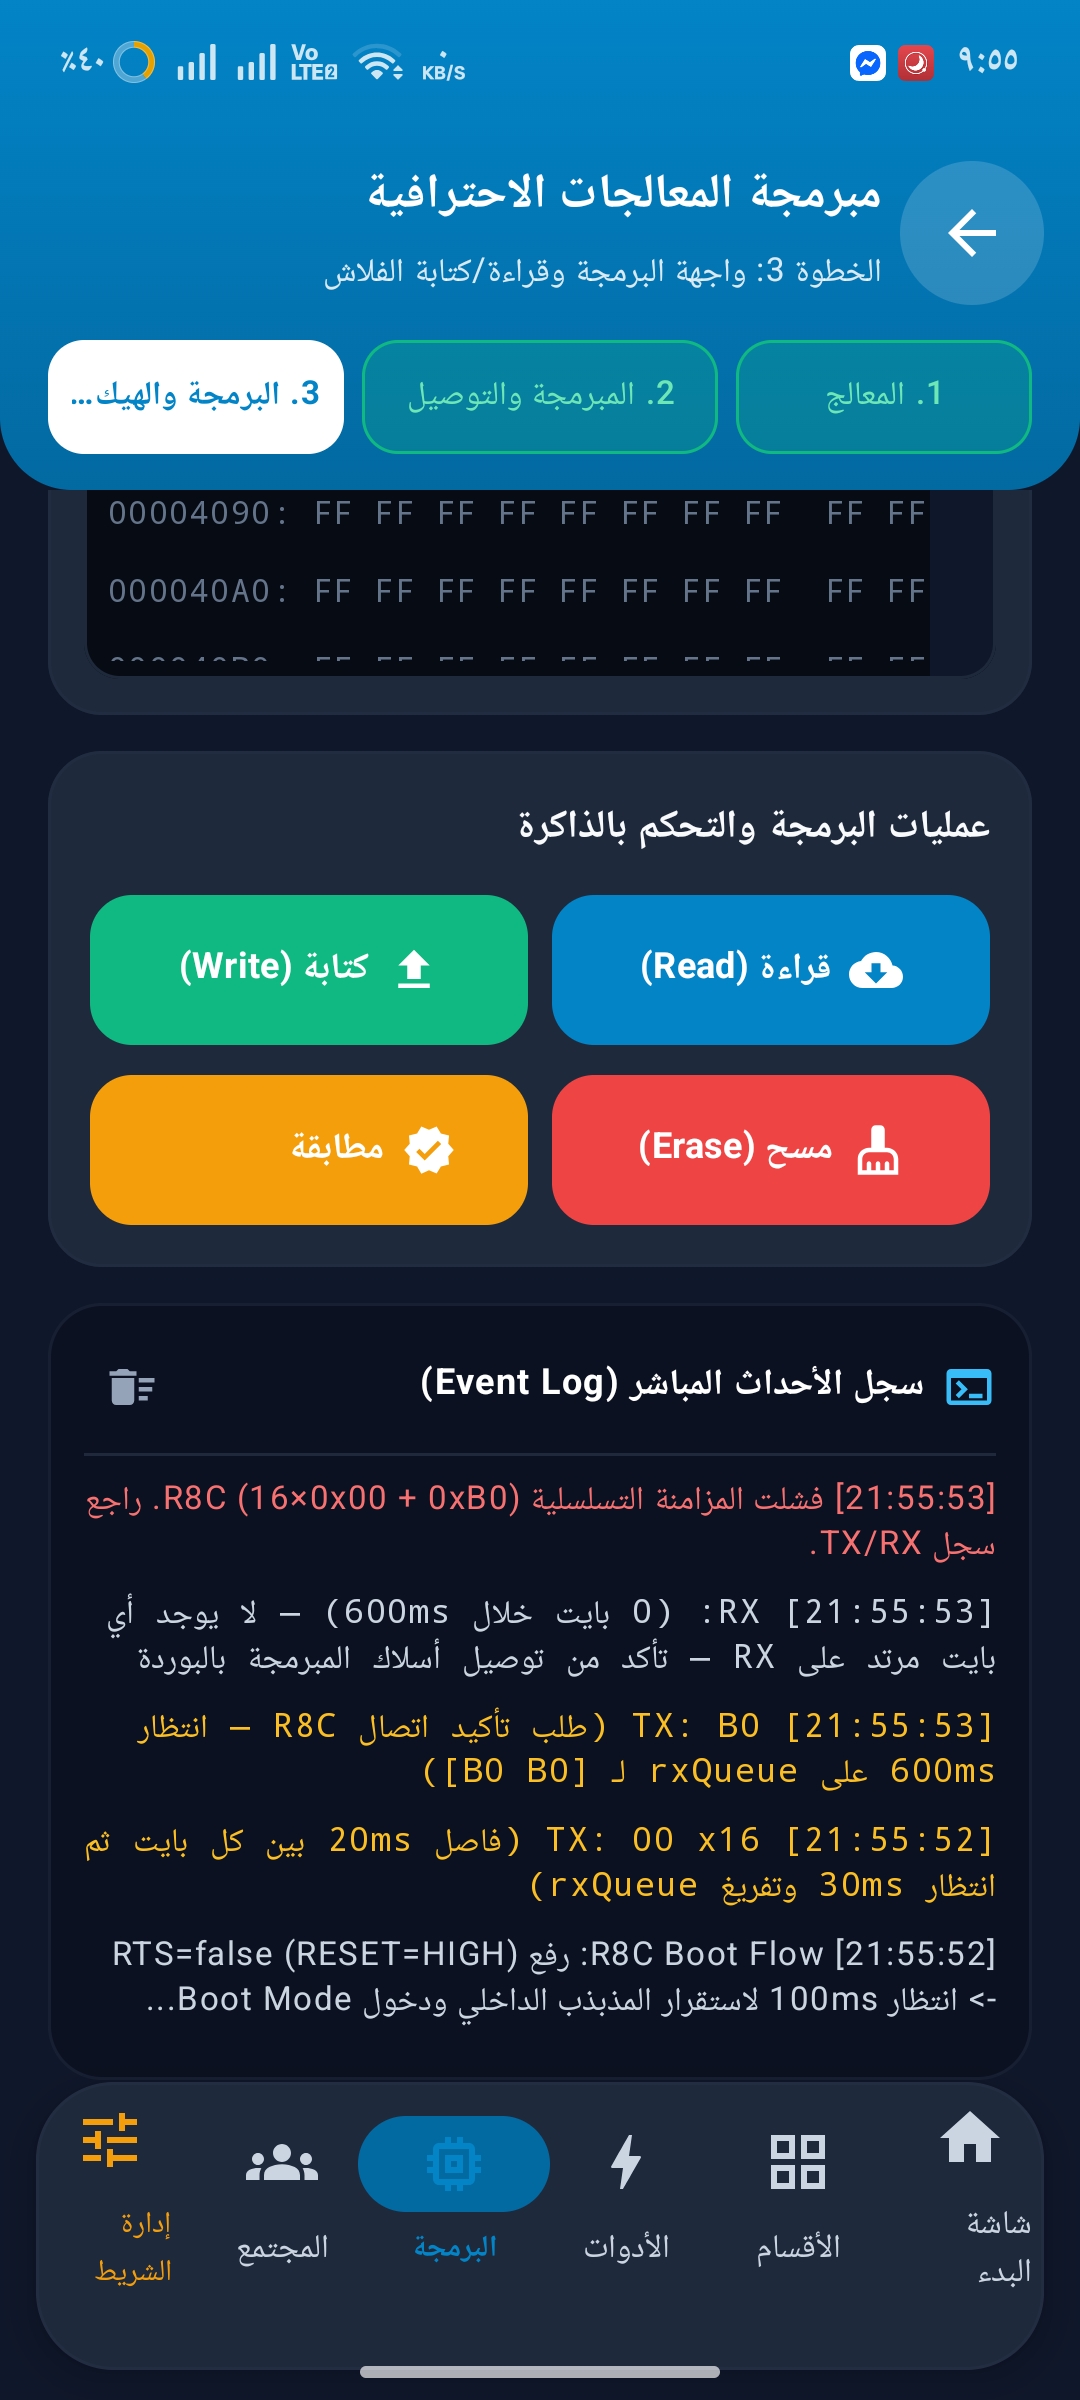 ٩:٥٥
Vo LTE 2
٠ KB/S
٪٤٠
مبرمجة المعالجات الاحترافية
الخطوة 3: واجهة البرمجة وقراءة/كتابة الفلاش
1. المعالج
2. المبرمجة والتوصيل
3. البرمجة والهيك...
00004090: FF FF FF FF FF FF FF FF FF FF
000040A0: FF FF FF FF FF FF FF FF FF FF
عمليات البرمجة والتحكم بالذاكرة
قراءة (Read)
كتابة (Write)
مسح (Erase)
مطابقة
سجل الأحداث المباشر (Event Log)
[21:55:53] فشلت المزامنة التسلسلية R8C (16×0x00 + 0xB0). راجع
سجل TX/RX.
[21:55:53] RX: (0 بايت خلال 600ms) – لا يوجد أي
بايت مرتد على RX – تأكد من توصيل أسلاك المبرمجة بالبوردة
[21:55:53] TX: B0 (طلب تأكيد اتصال R8C – انتظار
600ms على rxQueue لـ [B0 B0])
[21:55:52] TX: 00 x16 (فاصل 20ms بين كل بايت ثم
انتظار 30ms وتفريغ rxQueue)
[21:55:52] R8C Boot Flow: رفع RTS=false (RESET=HIGH)
-> انتظار 100ms لاستقرار المذبذب الداخلي ودخول Boot Mode...
شاشة البدء
الأقسام
الأدوات
البرمجة
المجتمع
إدارة الشريط